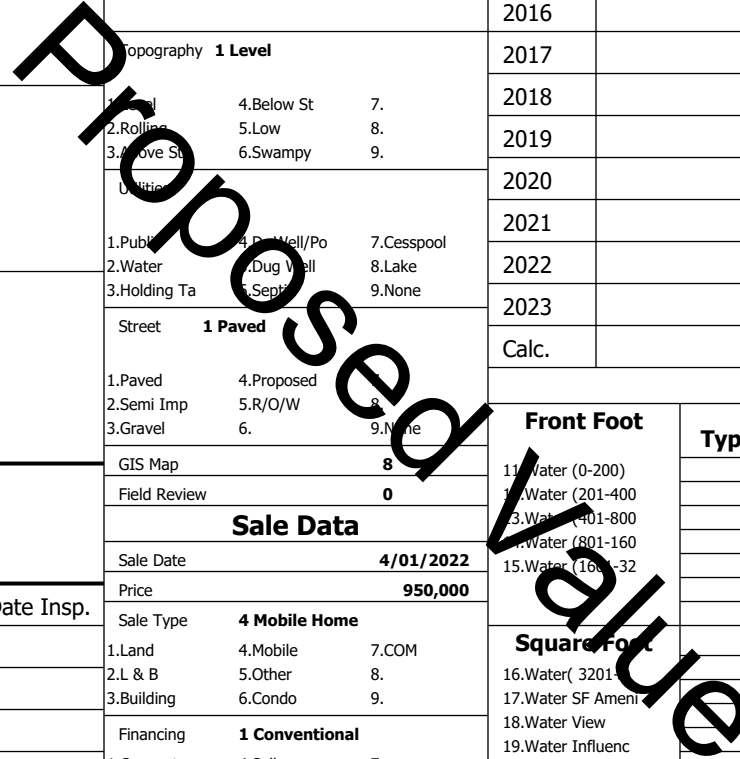 Topography 1 Level
4.Below St 7.
2.Rolling 5.Low 8.
3.Above St 6.Swampy 9.
Utilities
1.Publi 4.Dr Well/Po 7.Cesspool
2.Water 5.Dug Well 8.Lake
3.Holding Ta 6.Septic 9.None
Street 1 Paved
1.Paved 4.Proposed
2.Semi Imp 5.R/O/W 8.
3.Gravel 6. 9.None
GIS Map 8
Field Review 0
Sale Data
Sale Date 4/01/2022
Price 950,000
Sale Type 4 Mobile Home
1.Land 4.Mobile 7.COM
2.L & B 5.Other 8.
3.Building 6.Condo 9.
Financing 1 Conventional
Date Insp.
2016
2017
2018
2019
2020
2021
2022
2023
Calc.
Front Foot
Typ
11.Water (0-200)
12.Water (201-400
13.Water (401-800
14.Water (801-160
15.Water (1601-32
Square Foot
16.Water( 3201-
17.Water SF Ameni
18.Water View
19.Water Influenc
Proposed Value